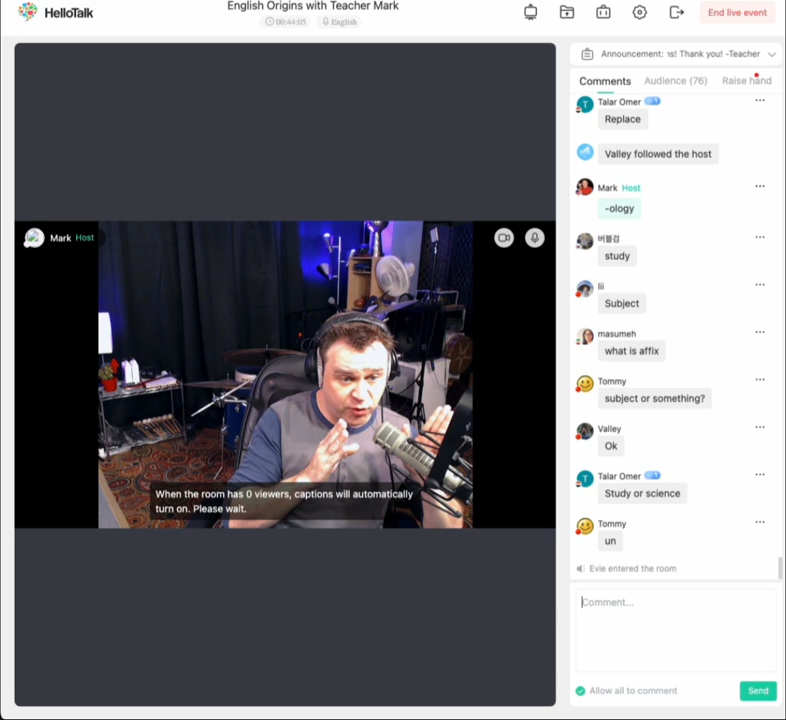 HelloTalk
English Origins with Teacher Mark
00:44:05
English
End live event
Mark Host
When the room has 0 viewers, captions will automatically
turn on. Please wait.
Announcement: ıs! Thank you! -Teacher
Comments Audience (76) Raise hand
T
Talar Omer
Replace
Valley followed the host
Mark Host
-ology
버블검
study
lii
Subject
masumeh
what is affix
Tommy
subject or something?
Valley
Ok
T
Talar Omer
Study or science
Tommy
un
Evie entered the room
Comment...
Allow all to comment
Send